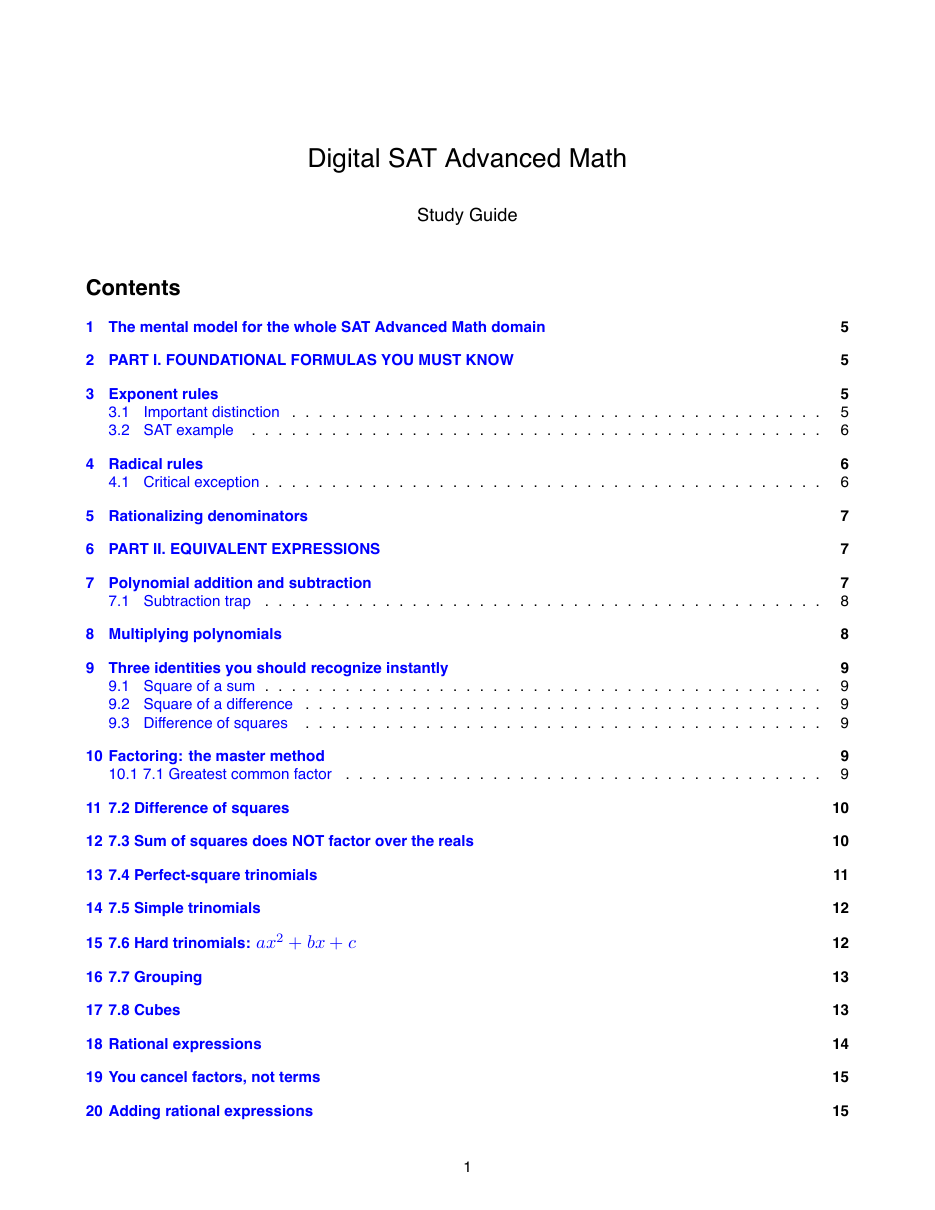 Digital SAT Advanced Math
Study Guide
Contents
1 The mental model for the whole SAT Advanced Math domain 5
2 PART I. FOUNDATIONAL FORMULAS YOU MUST KNOW 5
3 Exponent rules 5
3.1 Important distinction . . . . . . . . . . . . . . . . . . . . . . . . . . . . . . . . . . . . . . . . 5
3.2 SAT example . . . . . . . . . . . . . . . . . . . . . . . . . . . . . . . . . . . . . . . . . . . 6
4 Radical rules 6
4.1 Critical exception . . . . . . . . . . . . . . . . . . . . . . . . . . . . . . . . . . . . . . . . . . 6
5 Rationalizing denominators 7
6 PART II. EQUIVALENT EXPRESSIONS 7
7 Polynomial addition and subtraction 7
7.1 Subtraction trap . . . . . . . . . . . . . . . . . . . . . . . . . . . . . . . . . . . . . . . . . . 8
8 Multiplying polynomials 8
9 Three identities you should recognize instantly 9
9.1 Square of a sum . . . . . . . . . . . . . . . . . . . . . . . . . . . . . . . . . . . . . . . . . . 9
9.2 Square of a difference . . . . . . . . . . . . . . . . . . . . . . . . . . . . . . . . . . . . . . . 9
9.3 Difference of squares . . . . . . . . . . . . . . . . . . . . . . . . . . . . . . . . . . . . . . . 9
10 Factoring: the master method 9
10.1 7.1 Greatest common factor . . . . . . . . . . . . . . . . . . . . . . . . . . . . . . . . . . . . 9
11 7.2 Difference of squares 10
12 7.3 Sum of squares does NOT factor over the reals 10
13 7.4 Perfect-square trinomials 11
14 7.5 Simple trinomials 12
15 7.6 Hard trinomials: ax² + bx + c 12
16 7.7 Grouping 13
17 7.8 Cubes 13
18 Rational expressions 14
19 You cancel factors, not terms 15
20 Adding rational expressions 15
1